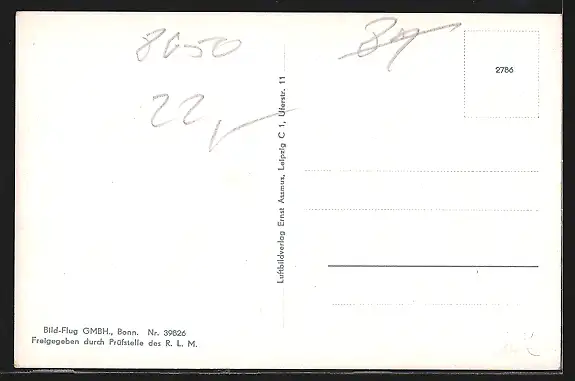 8650
22,-
2786
Luftbildverlag Ernst Assmus, Leipzig C 1, Uferstr. 11
Bild-Flug GMBH., Bonn. Nr. 39826
Freigegeben durch Prüfstelle des R. L. M.